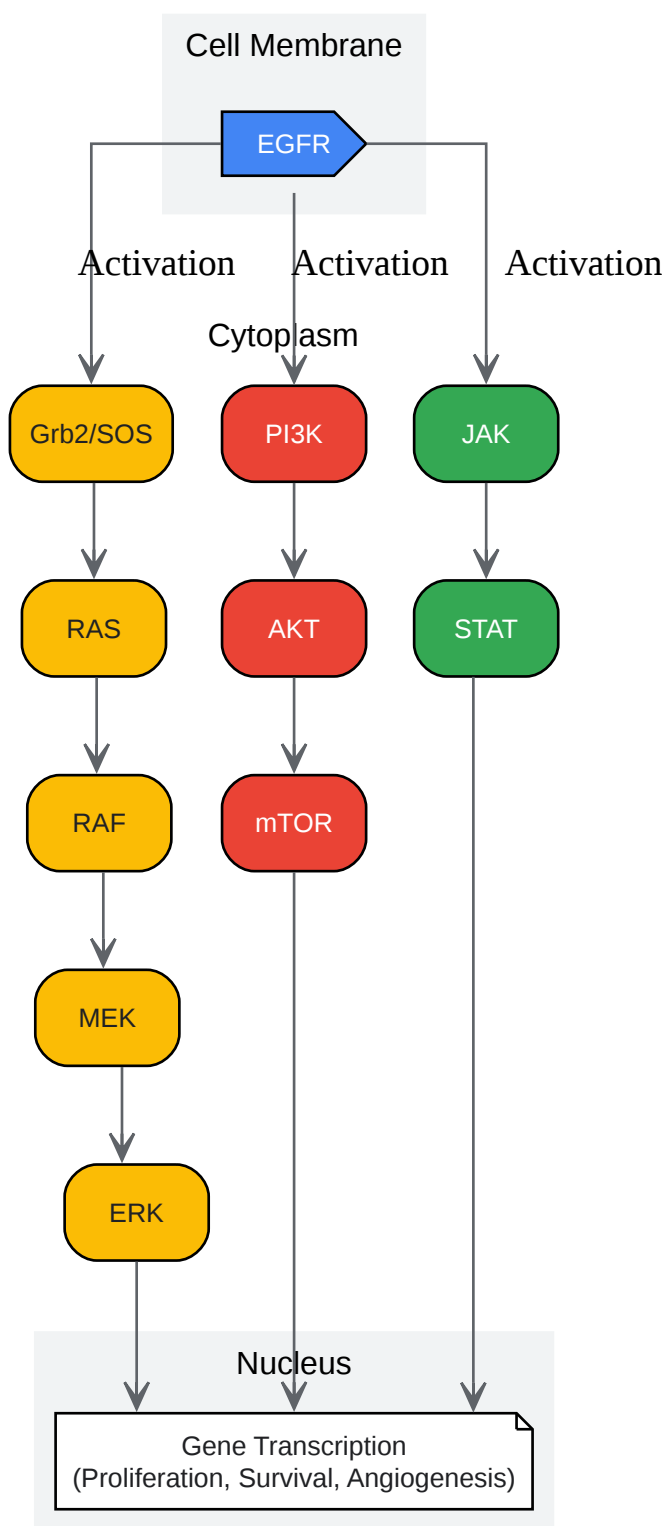 Cell Membrane
EGFR
Activation
Activation
Activation
Cytoplasm
Grb2/SOS
PI3K
JAK
RAS
AKT
STAT
RAF
mTOR
MEK
ERK
Nucleus
Gene Transcription
(Proliferation, Survival, Angiogenesis)